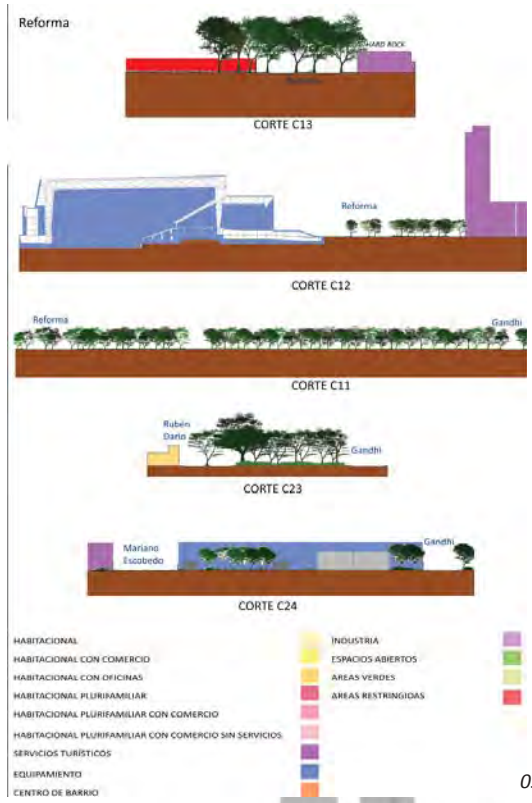 Reforma
HARD ROCK
CORTE C13
Reforma
CORTE C12
Reforma
Gandhi
CORTE C11
Rubén
Darío
Gandhi
CORTE C23
Mariano
Escobedo
Gandhi
CORTE C24
HABITACIONAL
HABITACIONAL CON COMERCIO
HABITACIONAL CON OFICINAS
HABITACIONAL PLURIFAMILIAR
HABITACIONAL PLURIFAMILIAR CON COMERCIO
HABITACIONAL PLURIFAMILIAR CON COMERCIO SIN SERVICIOS
SERVICIOS TURÍSTICOS
EQUIPAMIENTO
CENTRO DE BARRIO
INDUSTRIA
ESPACIOS ABIERTOS
AREAS VERDES
AREAS RESTRINGIDAS